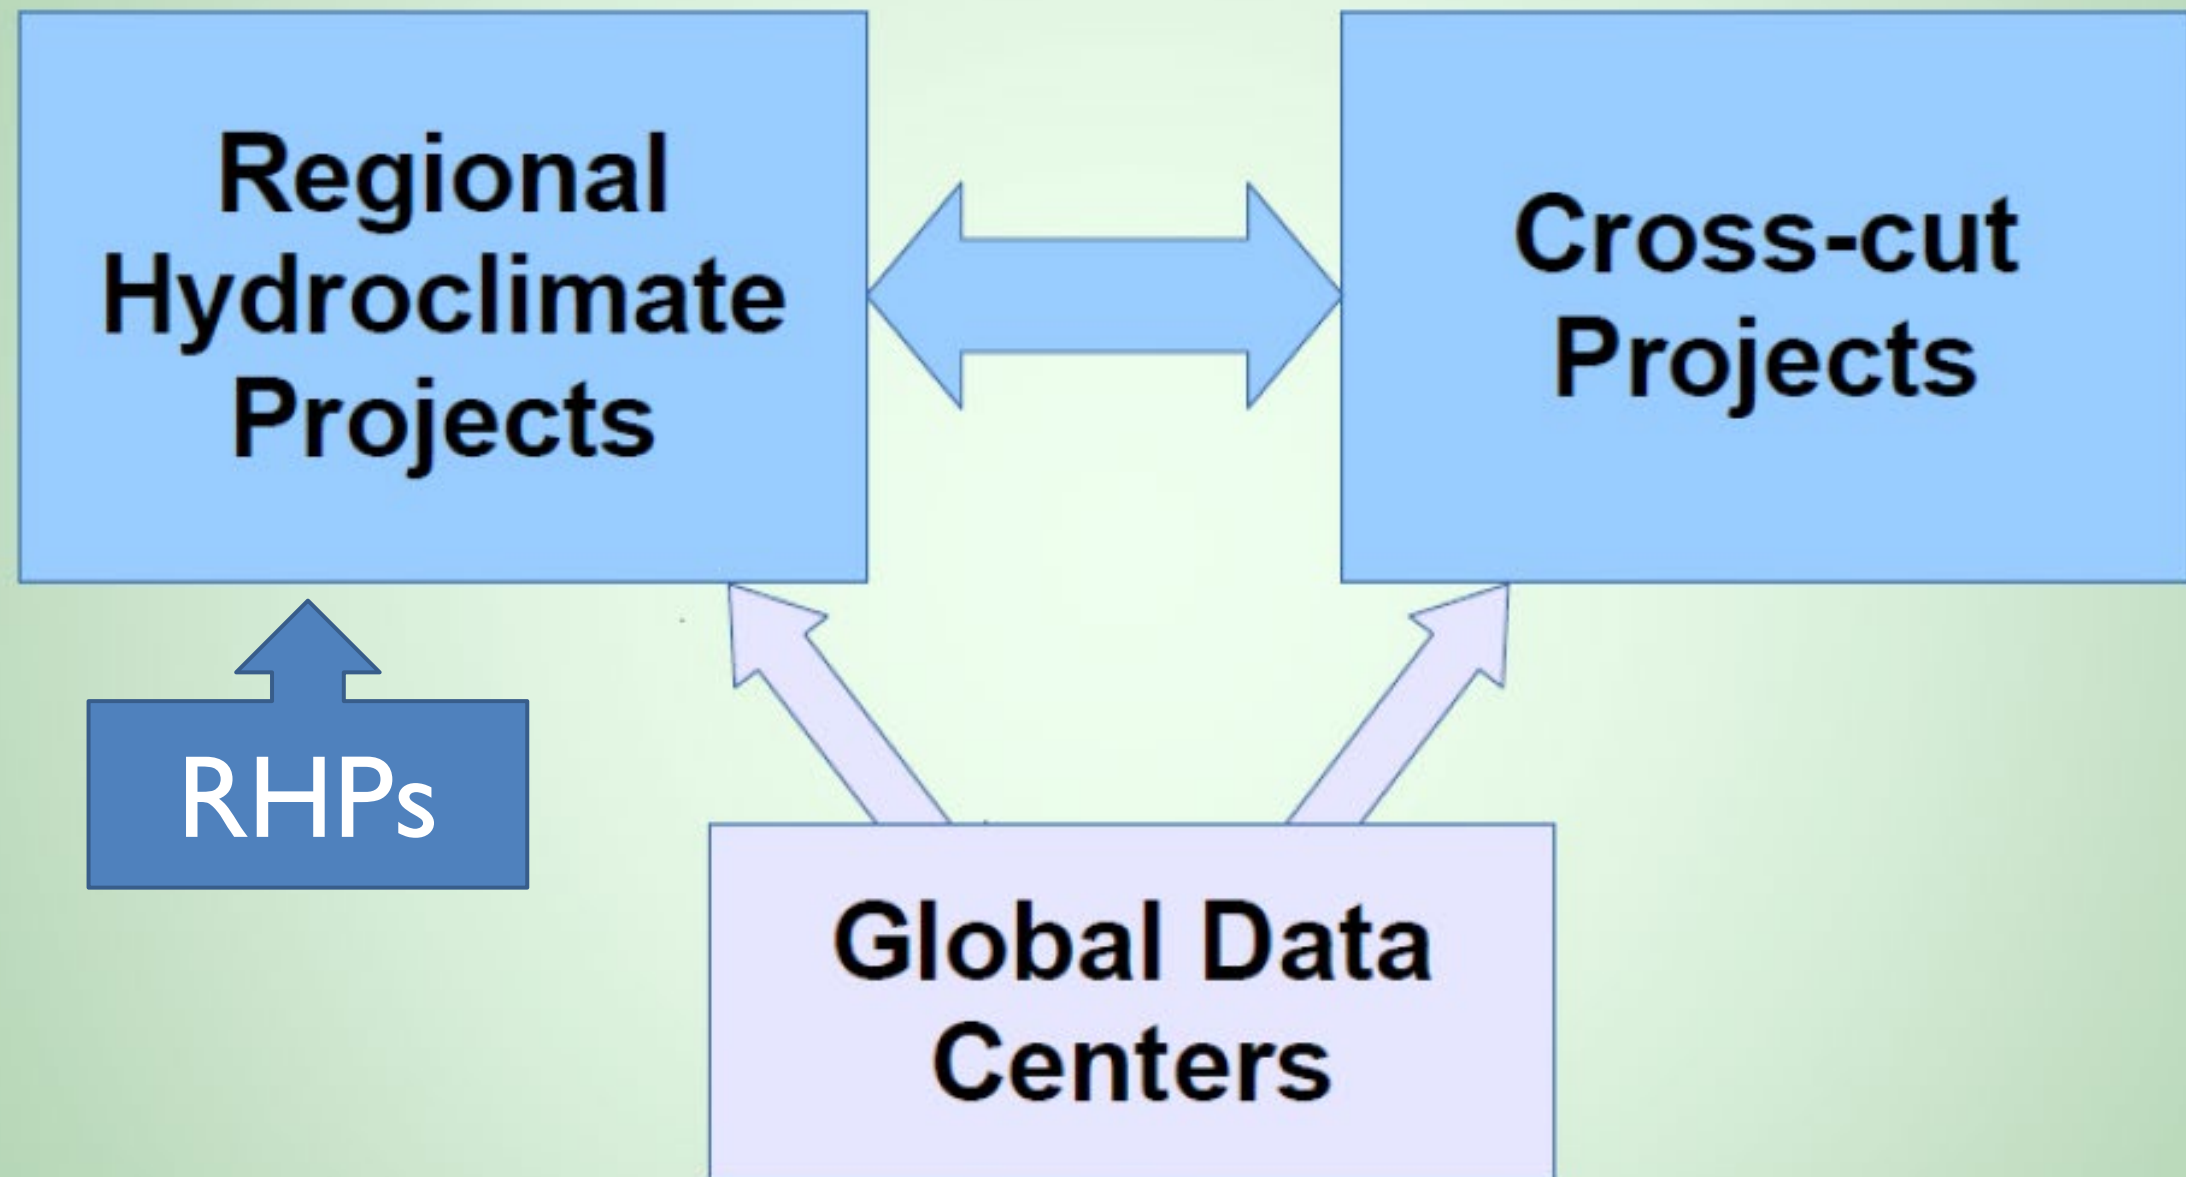 Regional
Hydroclimate
Projects
Cross-cut
Projects
RHPs
Global Data
Centers